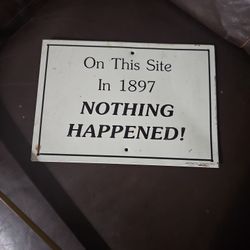 On This Site
In 1897
NOTHING
HAPPENED!